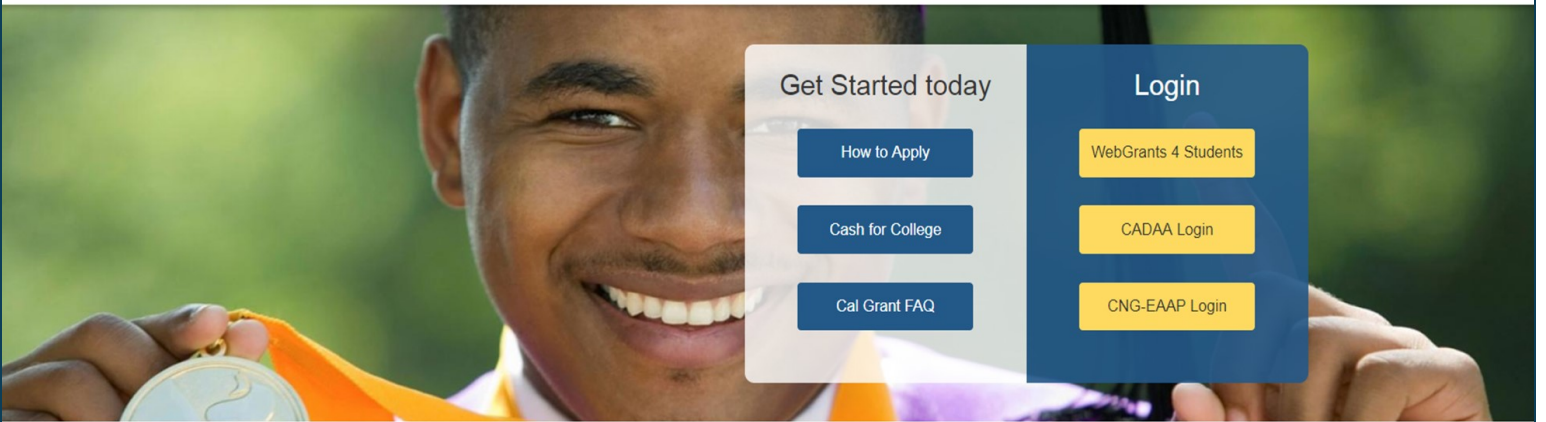 Get Started today
How to Apply
Cash for College
Cal Grant FAQ
Login
WebGrants 4 Students
CADAA Login
CNG-EAAP Login